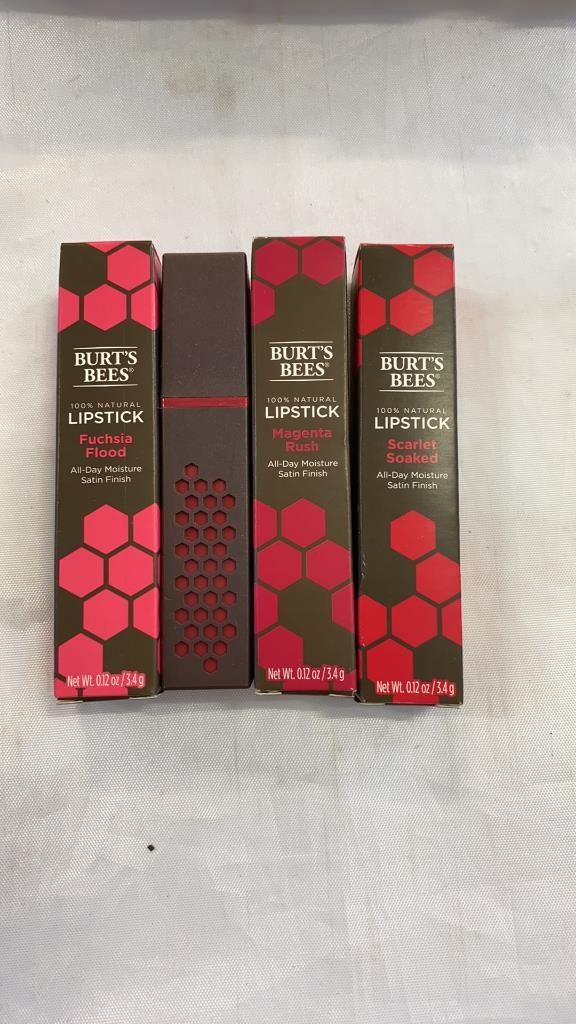 BURT'S
BEES®
100% NATURAL
LIPSTICK
Fuchsia
Flood
All-Day Moisture
Satin Finish
Net Wt. 0.12 oz / 3.4 g
BURT'S
BEES®
100% NATURAL
LIPSTICK
Magenta
Rush
All-Day Moisture
Satin Finish
Net Wt. 0.12 oz / 3.4 g
BURT'S
BEES®
100% NATURAL
LIPSTICK
Scarlet
Soaked
All-Day Moisture
Satin Finish
Net Wt. 0.12 oz / 3.4 g